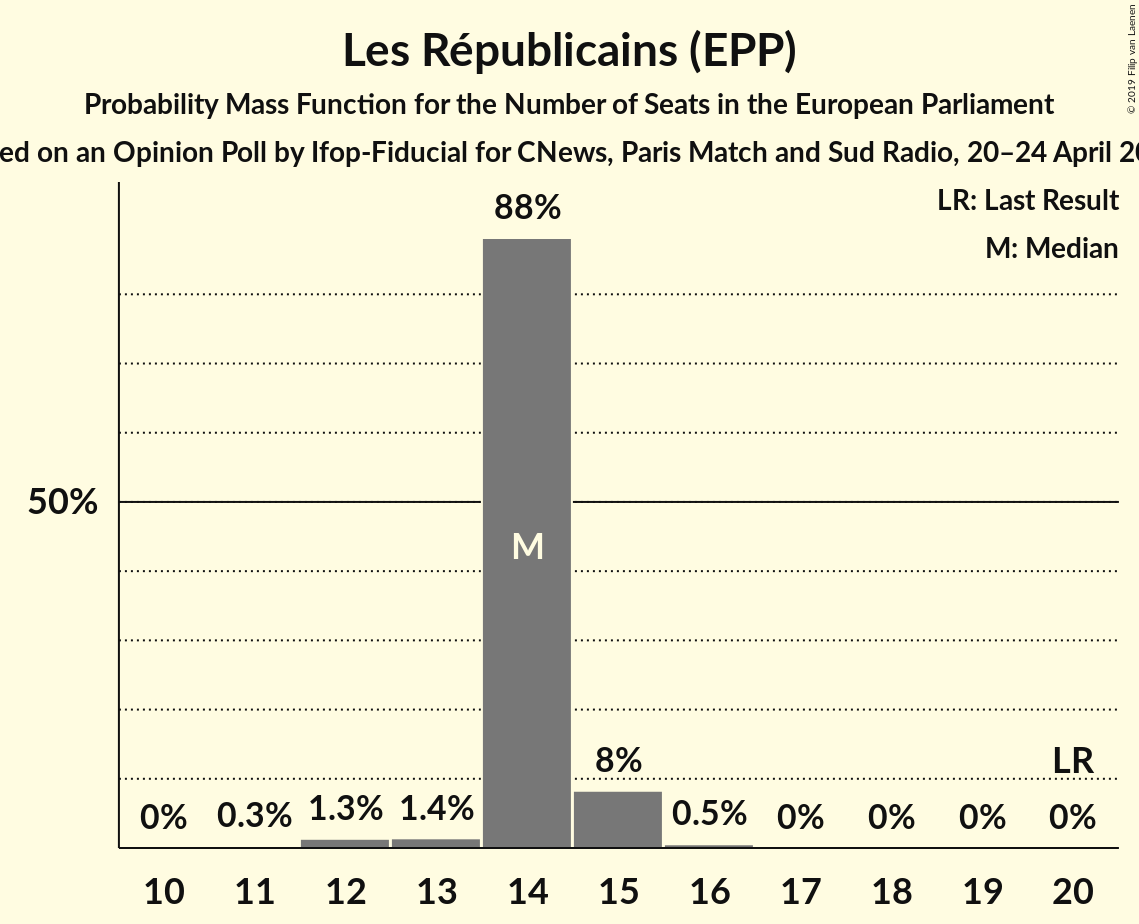 Les Républicains (EPP)
Probability Mass Function for the Number of Seats in the European Parliament
ed on an Opinion Poll by Ifop-Fiducial for CNews, Paris Match and Sud Radio, 20–24 April 20
© 2019 Filip van Laenen
LR: Last Result
M: Median
88%
50%
M
8%
LR
0% 0.3% 1.3% 1.4% 0.5% 0% 0% 0% 0%
10 11 12 13 14 15 16 17 18 19 20